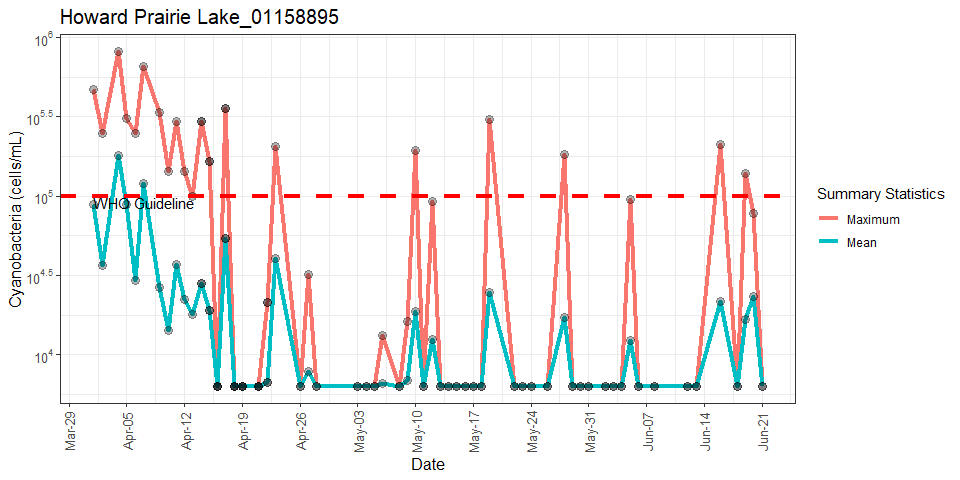 Howard Prairie Lake_01158895
Cyanobacteria (cells/mL)
10^6
10^5.5
10^5
10^4.5
10^4
WHO Guideline
Mar-29
Apr-05
Apr-12
Apr-19
Apr-26
May-03
May-10
May-17
May-24
May-31
Jun-07
Jun-14
Jun-21
Date
Summary Statistics
Maximum
Mean